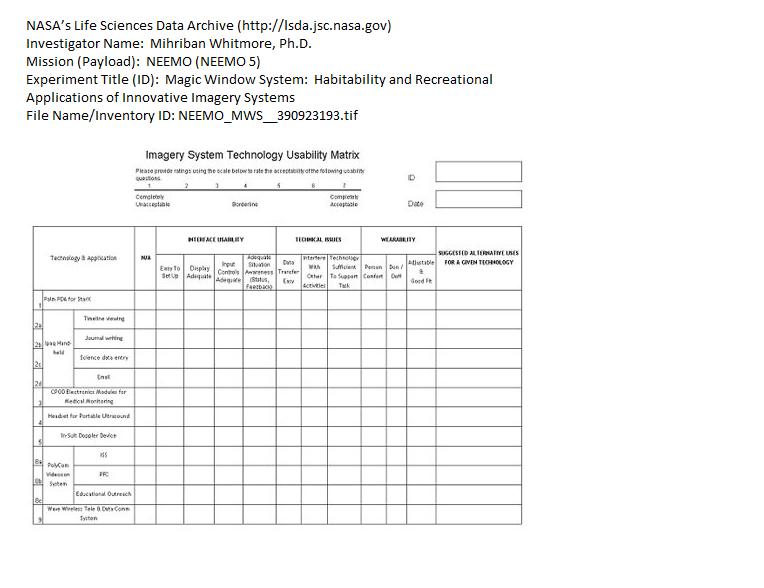 NASA's Life Sciences Data Archive (http://lsda.jsc.nasa.gov)
Investigator Name: Mihriban Whitmore, Ph.D.
Mission (Payload): NEEMO (NEEMO 5)
Experiment Title (ID): Magic Window System: Habitability and Recreational
Applications of Innovative Imagery Systems
File Name/Inventory ID: NEEMO_MWS__390923193.tif
Imagery System Technology Usability Matrix
Please provide ratings using the scale below to rate the acceptability of the following usability
questions.
1 2 3 4 5 6 7
Completely Completely
Unacceptable Borderline Acceptable
ID
Date
INTERFACE USABILITY TECHNICAL ISSUES WEARABILITY
Technology & Application N/A SUGGESTED ALTERNATIVE USES
FOR A GIVEN TECHNOLOGY
Easy To
Set Up
Display
Adequate
Input
Controls
Adequate
Adequate
Situation
Awareness
(Status,
Feedback)
Data
Transfer
Easy
Interfere
With
Other
Activities
Technology
Sufficient
To Support
Task
Person
Comfort
Don /
Doff
Adjustable
&
Good Fit
1 Palm PDA for
2a Timeline viewing
2b Ipaq Hand-
held
Journal writing
2c Science data entry
2d Email
3 CPOD Electronics Modules for
Medical Monitoring
4 Headset for Portable Ultrasound
5 In-Suit Doppler Device
8a ISS
PolyCom
Videocon
System
8b PFC
8c Educational Outreach
9 Wave Wireless Tele & Data Comm
System